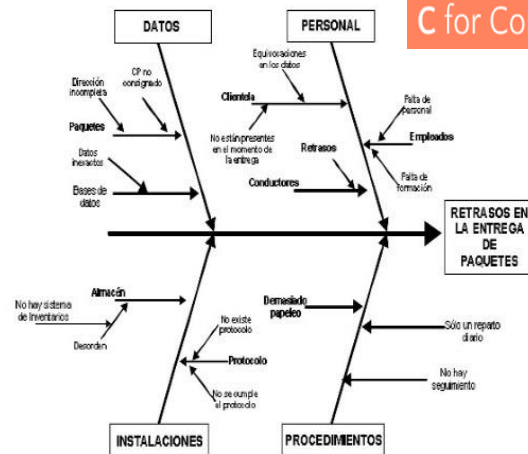 DATOS
PERSONAL
C for Co
Equivocaciones
en los datos
Dirección
incompleta
CP no
consignado
Clientela
Falta de
personal
Paquetes
No están presentes
en el momento de
la entrega
Retrasos
Empleados
Datos
inexactos
Conductores
Falta de
formación
Bases de
datos
RETRASOS EN
LA ENTREGA
DE
PAQUETES
Almacén
No hay sistema
de Inventarios
Desorden
No existe
protocolo
Protocolo
No se cumple
el protocolo
Demasiado
papeleo
Sólo un reparto
diario
No hay
seguimiento
INSTALACIONES
PROCEDIMIENTOS